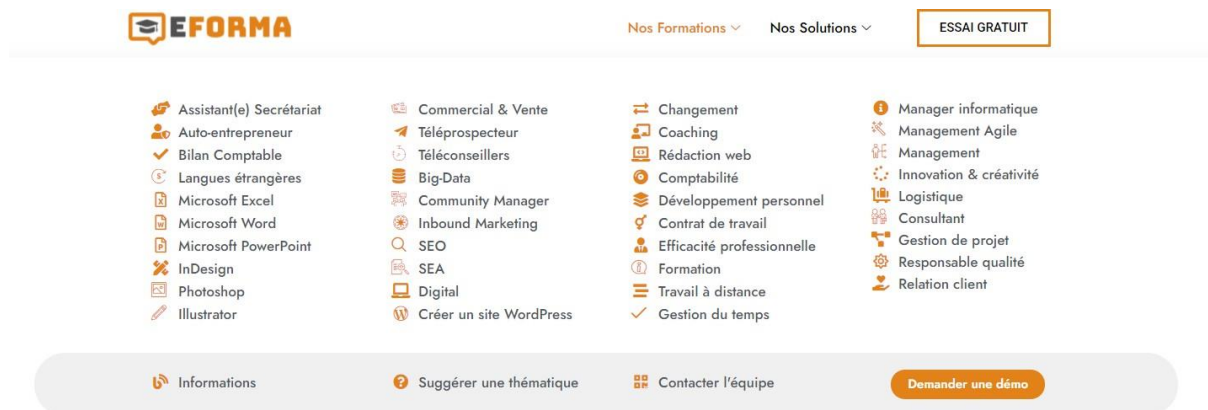 EFORMA
Nos Formations
Nos Solutions
ESSAI GRATUIT
Assistant(e) Secrétariat
Auto-entrepreneur
Bilan Comptable
Langues étrangères
Microsoft Excel
Microsoft Word
Microsoft PowerPoint
InDesign
Photoshop
Illustrator
Commercial & Vente
Téléprospecteur
Téléconseillers
Big-Data
Community Manager
Inbound Marketing
SEO
SEA
Digital
Créer un site WordPress
Changement
Coaching
Rédaction web
Comptabilité
Développement personnel
Contrat de travail
Efficacité professionnelle
Formation
Travail à distance
Gestion du temps
Manager informatique
Management Agile
Management
Innovation & créativité
Logistique
Consultant
Gestion de projet
Responsable qualité
Relation client
Informations
Suggérer une thématique
Contacter l'équipe
Demander une démo